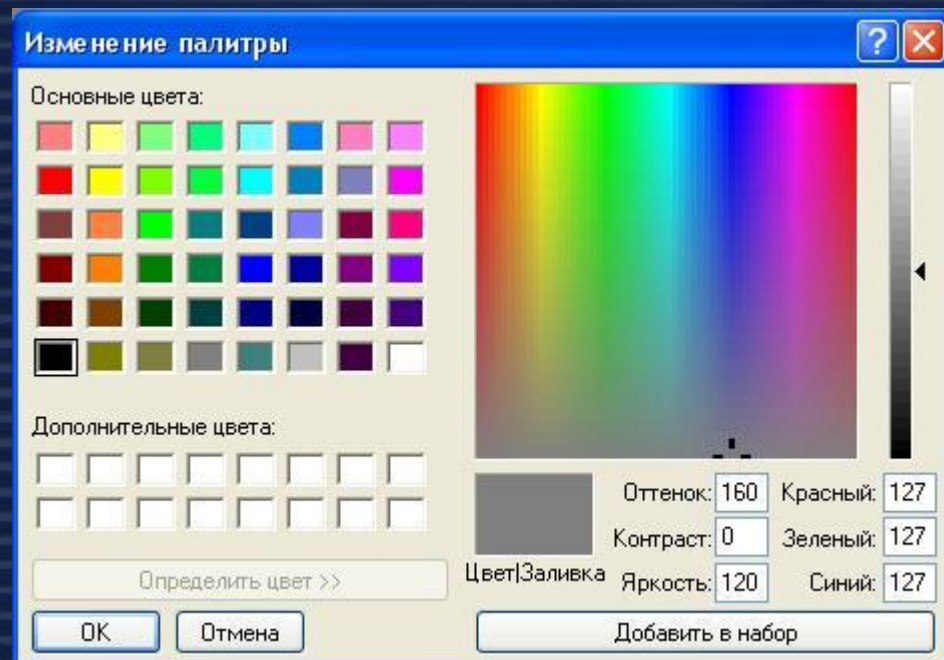 Изменение палитры
Основные цвета:
Дополнительные цвета:
Определить цвет >>
OK
Отмена
Цвет|Заливка
Оттенок: 160
Контраст: 0
Яркость: 120
Красный: 127
Зеленый: 127
Синий: 127
Добавить в набор